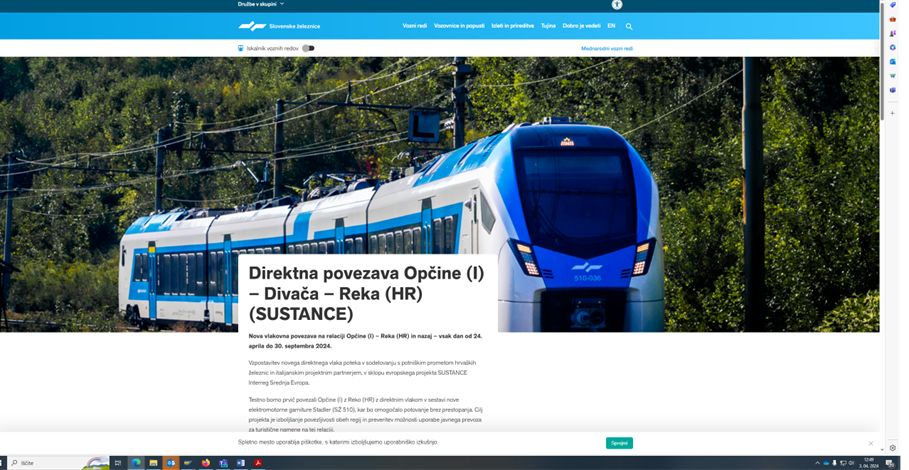 Družbe v skupini
Slovenske železnice
Vozni redi Vozovnice in popusti Izleti in prireditve Tujina Dobro je vedeti EN
Iskalnik voznih redov
Mednarodni vozni redi
L
510-036
Direktna povezava Opčine (I)
– Divača – Reka (HR)
(SUSTANCE)
Nova vlakovna povezava na relaciji Opčine (I) – Reka (HR) in nazaj – vsak dan od 24.
aprila do 30. septembra 2024.
Vzpostavitev novega direktnega vlaka poteka v sodelovanju s potniškim prometom hrvaških
železnic in italijanskim projektnim partnerjem, v sklopu evropskega projekta SUSTANCE
Interreg Srednja Evropa.
Testno bomo prvič povezali Opčine (I) z Reko (HR) z direktnim vlakom v sestavi nove
elektromotorne garniture Stadler (SŽ 510), kar bo omogočalo potovanje brez prestopanja. Cilj
projekta je izboljšanje povezljivosti obeh regij in preveritev možnosti uporabe javnega prevoza
za turistične namene na tej relaciji.
Spletno mesto uporablja piškotke, s katerimi izboljšujemo uporabniško izkušnjo.
Sprejmi
Iščite
12:49
3. 06. 2024